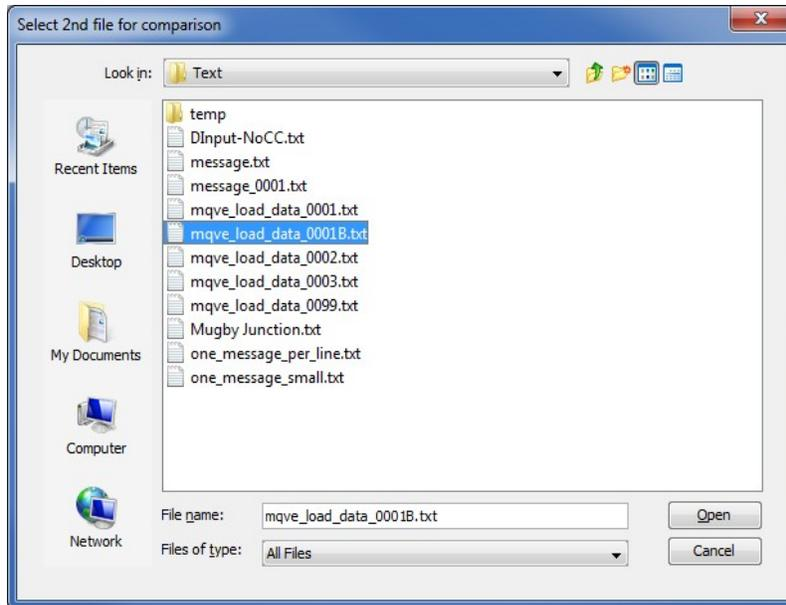 Select 2nd file for comparison
Look in: Text
temp
DInput-NoCC.txt
message.txt
message_0001.txt
mqve_load_data_0001.txt
mqve_load_data_0001B.txt
mqve_load_data_0002.txt
mqve_load_data_0003.txt
mqve_load_data_0099.txt
Mugby Junction.txt
one_message_per_line.txt
one_message_small.txt
Recent Items
Desktop
My Documents
Computer
Network
File name: mqve_load_data_0001B.txt Open
Files of type: All Files Cancel